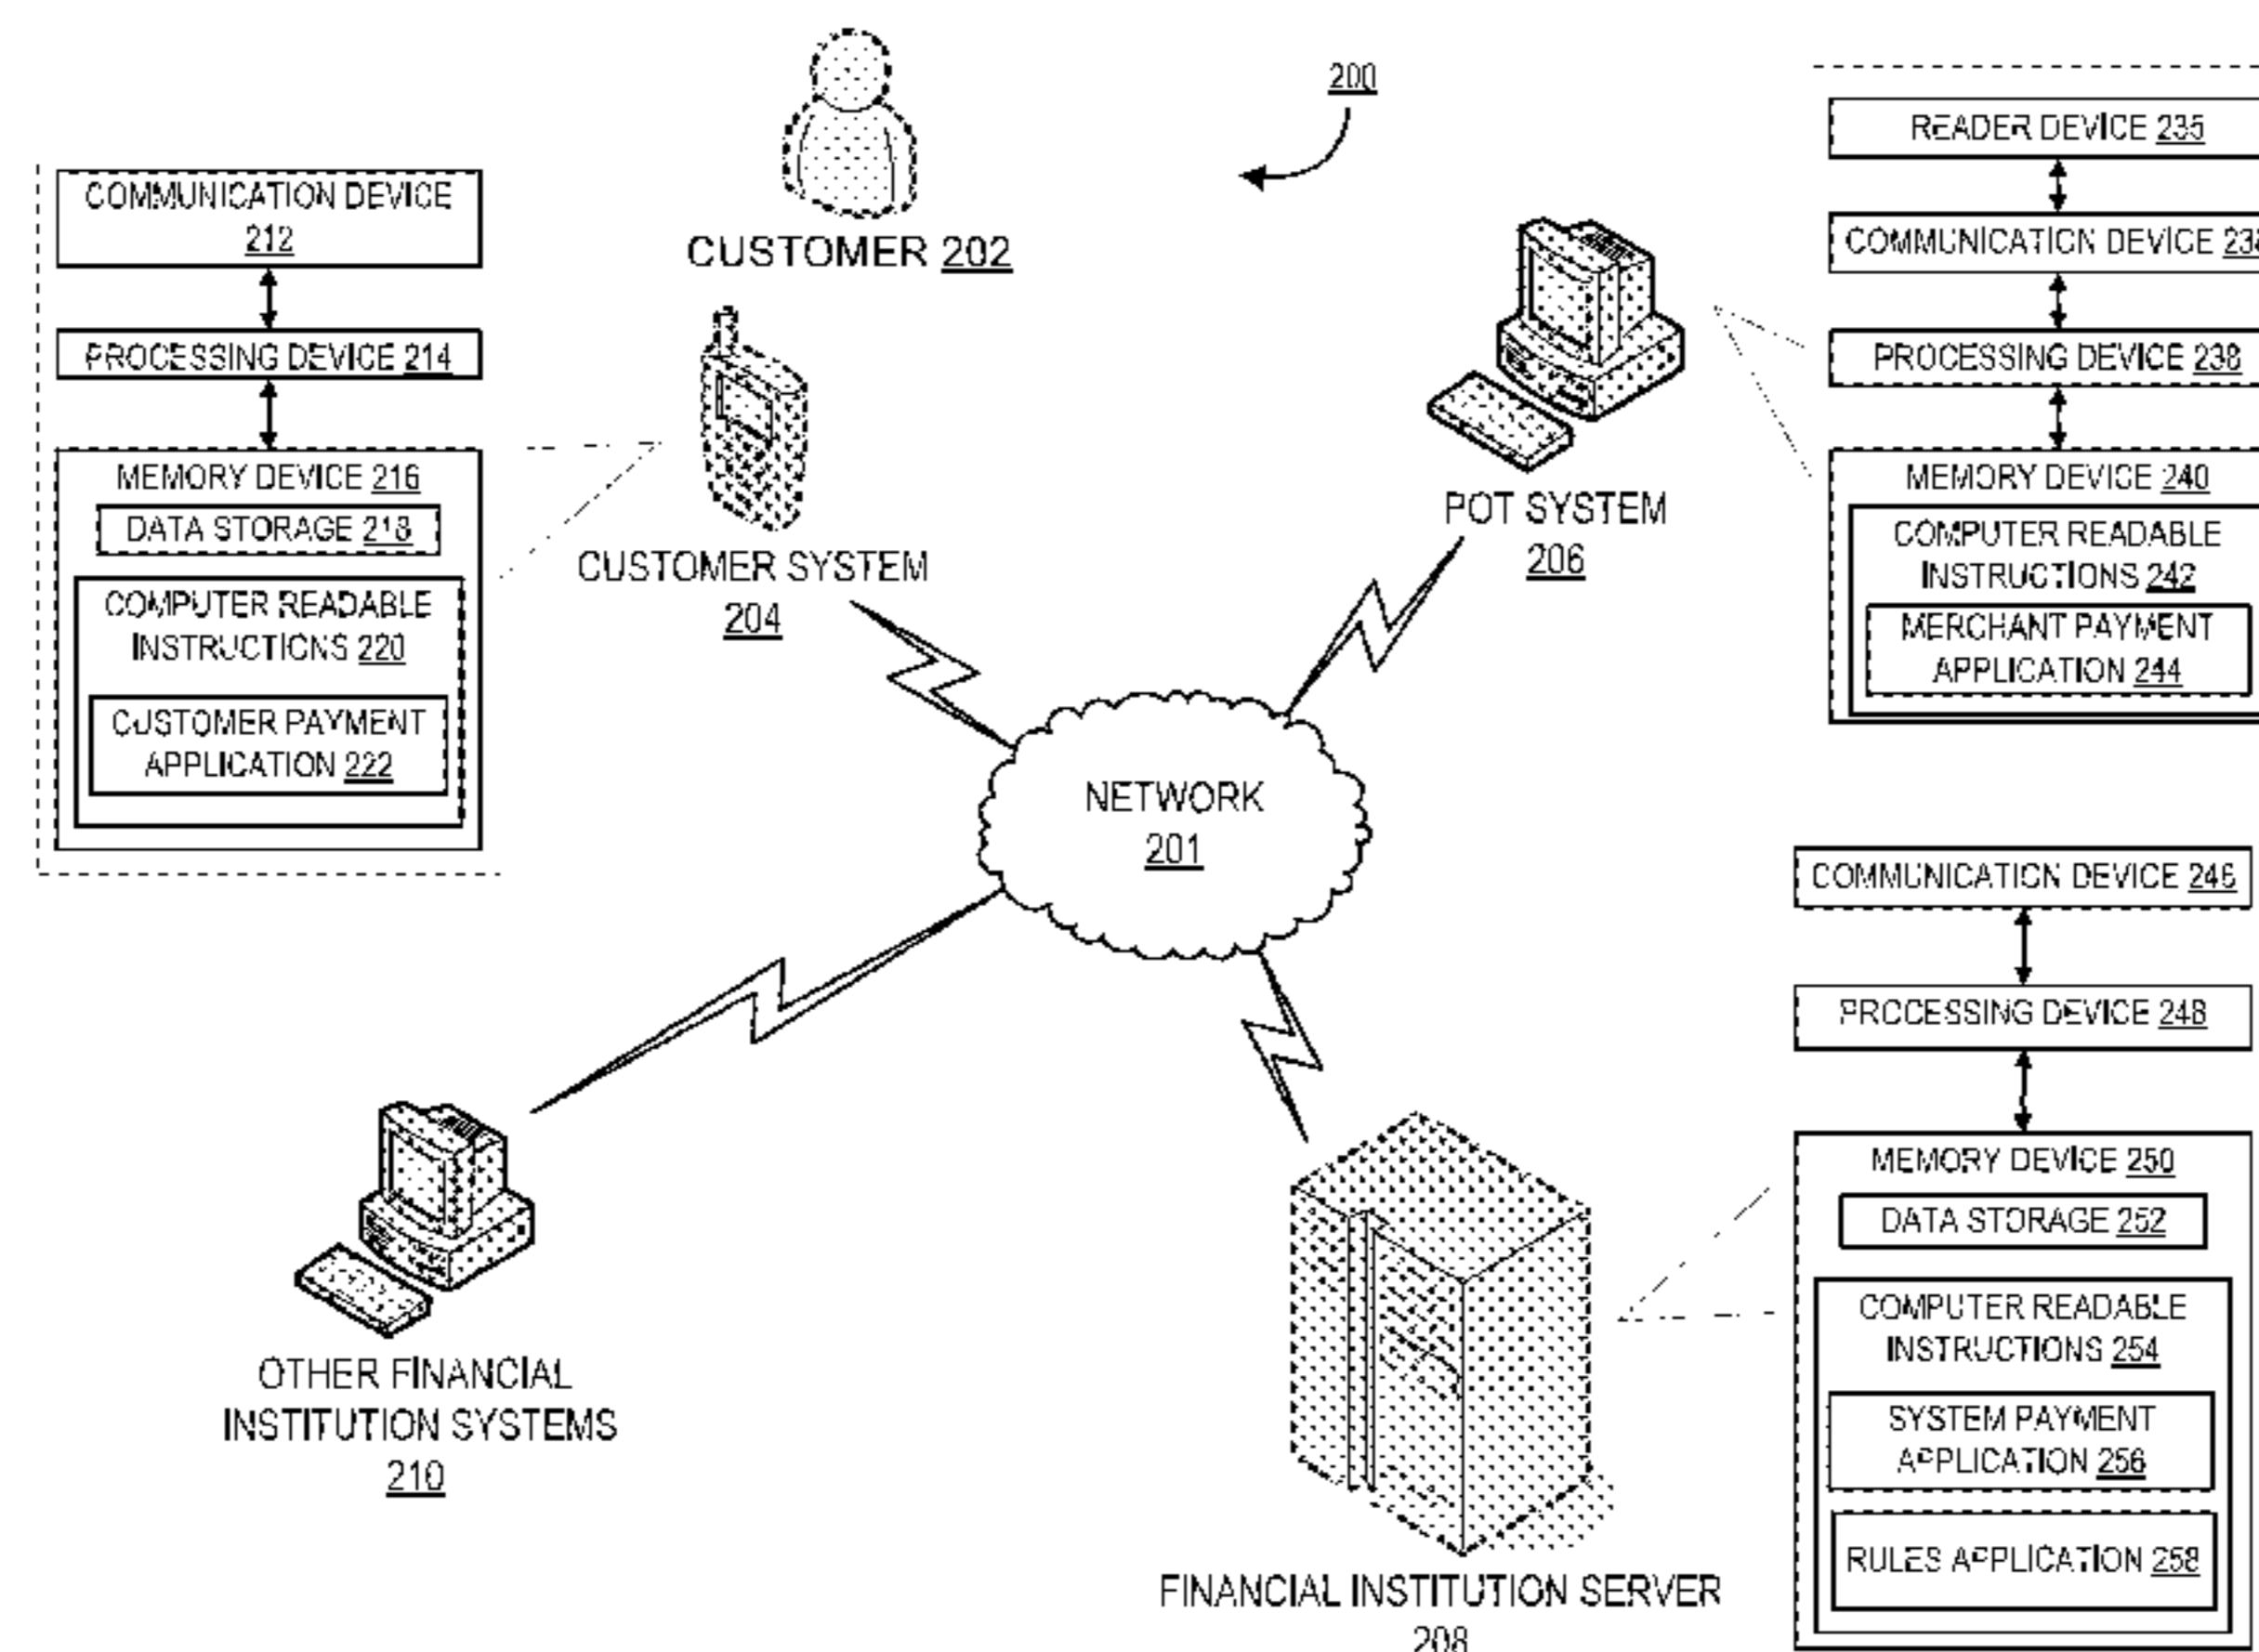 200
CUSTOMER 202
COMMUNICATION DEVICE
212
PROCESSING DEVICE 214
MEMORY DEVICE 216
DATA STORAGE 218
COMPUTER READABLE
INSTRUCTIONS 220
CUSTOMER PAYMENT
APPLICATION 222
CUSTOMER SYSTEM
204
POT SYSTEM
206
READER DEVICE 235
COMMUNICATION DEVICE
PROCESSING DEVICE 238
MEMORY DEVICE 240
COMPUTER READABLE
INSTRUCTIONS 242
MERCHANT PAYMENT
APPLICATION 244
NETWORK
201
OTHER FINANCIAL
INSTITUTION SYSTEMS
210
FINANCIAL INSTITUTION SERVER
208
COMMUNICATION DEVICE 246
PROCESSING DEVICE 248
MEMORY DEVICE 250
DATA STORAGE 252
COMPUTER READABLE
INSTRUCTIONS 254
SYSTEM PAYMENT
APPLICATION 256
RULES APPLICATION 258